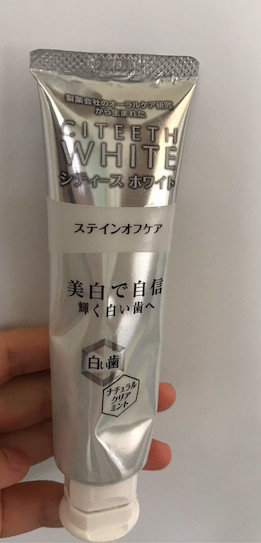 製薬会社のオーラルケア研究
から生まれた
CITEETH
WHITE
シティース ホワイト
ステインオフケア
美白で自信
輝く白い歯へ
白い歯
ナチュラル
クリア
ミント